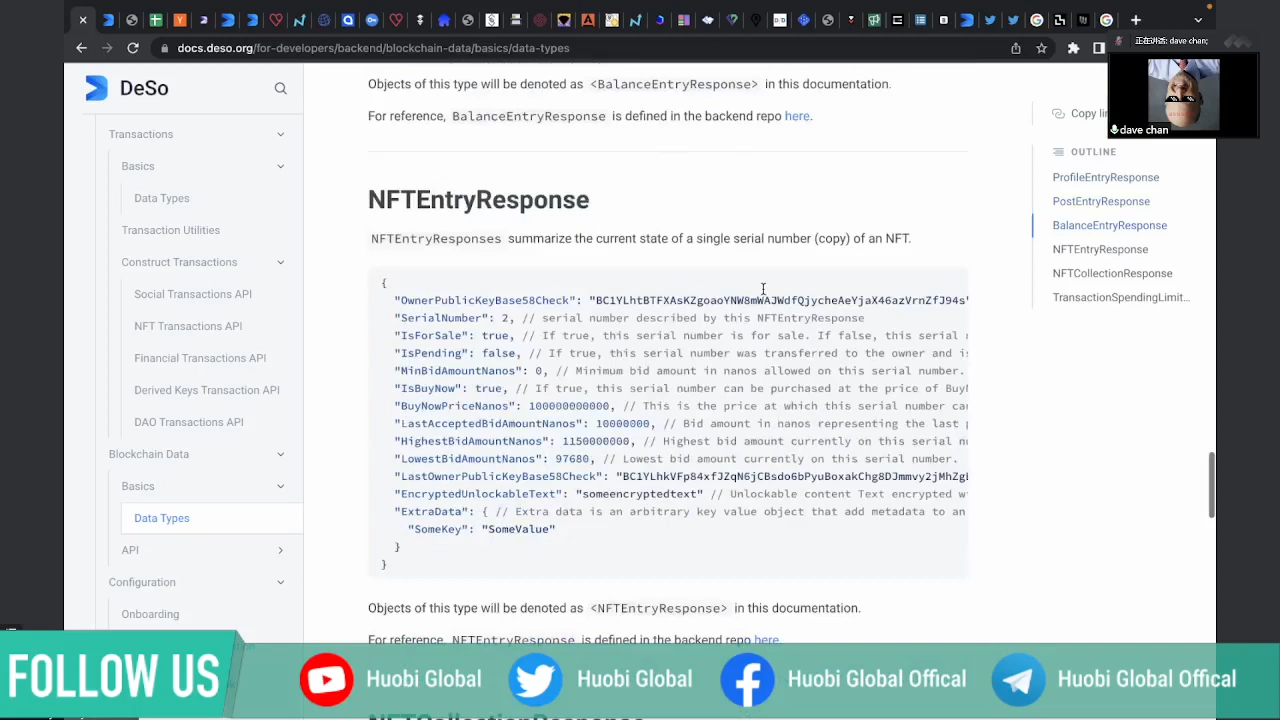 docs.deso.org/for-developers/backend/blockchain-data/basics/data-types
dave chan;
dave chan
DeSo
Transactions
Basics
Data Types
Transaction Utilities
Construct Transactions
Social Transactions API
NFT Transactions API
Financial Transactions API
Derived Keys Transaction API
DAO Transactions API
Blockchain Data
Basics
Data Types
API
Configuration
Onboarding
Objects of this type will be denoted as <BalanceEntryResponse> in this documentation.
For reference, BalanceEntryResponse is defined in the backend repo here.
NFTEntryResponse
NFTEntryResponses summarize the current state of a single serial number (copy) of an NFT.
{
"OwnerPublicKeyBase58Check": "BC1YLhtBTFXAsKZgoaoYNW8mWAJWdfQjycheAeYjaX46azVrnZfJ94s"
"SerialNumber": 2, // serial number described by this NFTEntryResponse
"IsForSale": true, // If true, this serial number is for sale. If false, this serial
"IsPending": false, // If true, this serial number was transferred to the owner and is
"MinBidAmountNanos": 0, // Minimum bid amount in nanos allowed on this serial number.
"IsBuyNow": true, // If true, this serial number can be purchased at the price of BuyN
"BuyNowPriceNanos": 100000000000, // This is the price at which this serial number can
"LastAcceptedBidAmountNanos": 10000000, // Bid amount in nanos representing the last p
"HighestBidAmountNanos": 1150000000, // Highest bid amount currently on this serial nu
"LowestBidAmountNanos": 97680, // Lowest bid amount currently on this serial number.
"LastOwnerPublicKeyBase58Check": "BC1YLhkVFp84xfJZqN6jCBsdo6bPyuBoxakChg8DJmmvy2jMhZgb
"EncryptedUnlockableText": "someencryptedtext" // Unlockable content Text encrypted w
"ExtraData": { // Extra data is an arbitrary key value object that add metadata to an
"SomeKey": "SomeValue"
}
}
Objects of this type will be denoted as <NFTEntryResponse> in this documentation.
For reference, NFTEntryResponse is defined in the backend repo here.
Copy lin
OUTLINE
ProfileEntryResponse
PostEntryResponse
BalanceEntryResponse
NFTEntryResponse
NFTCollectionResponse
TransactionSpendingLimit...
FOLLOW US
Huobi Global
Huobi Global
Huobi Global Offical
Huobi Global Offical